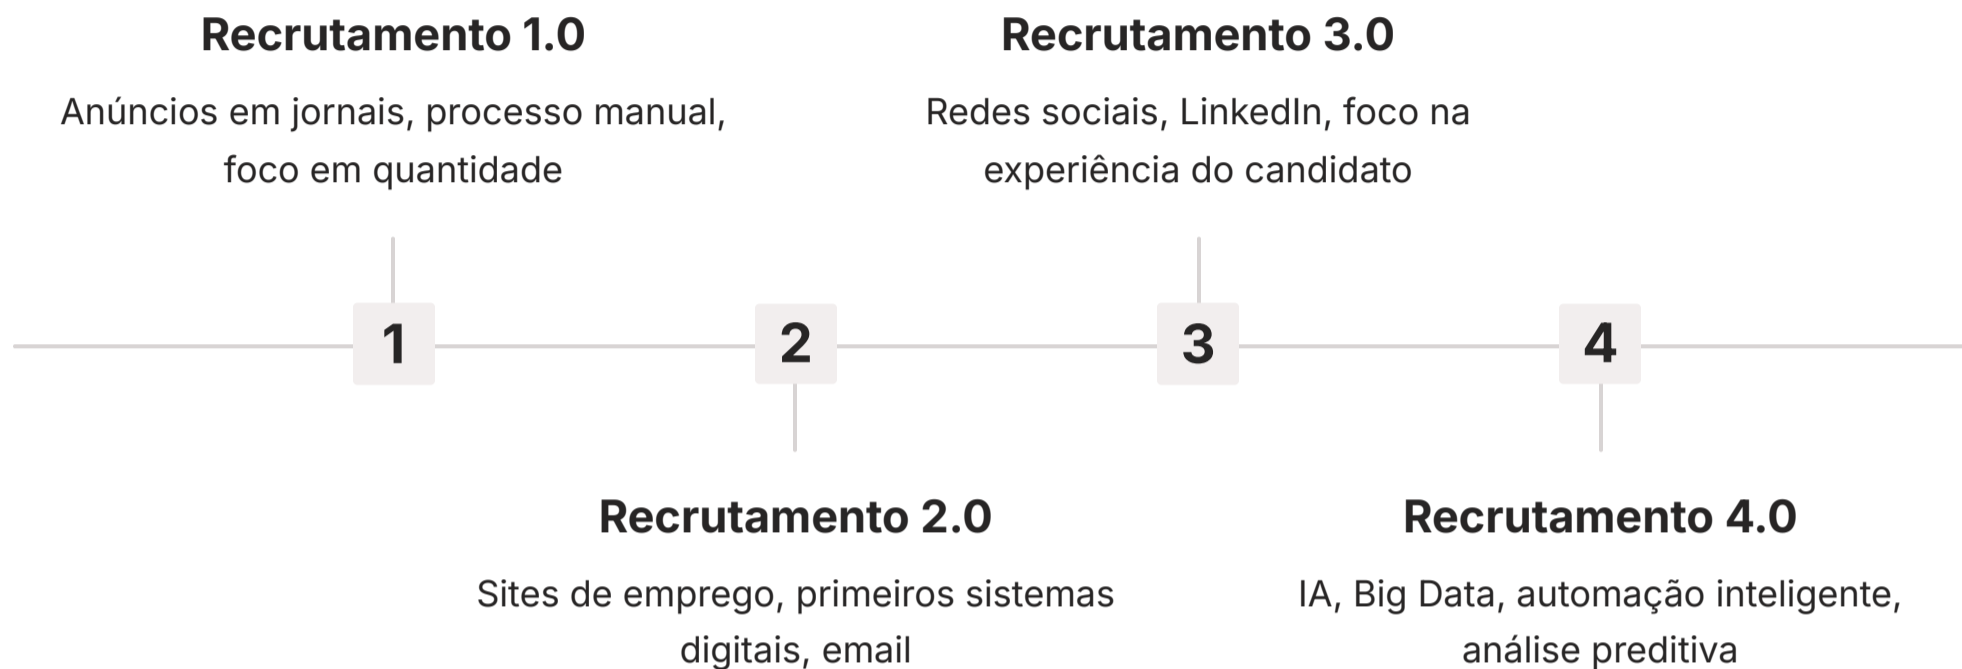 Recrutamento 1.0
Anúncios em jornais, processo manual,
foco em quantidade
Recrutamento 3.0
Redes sociais, LinkedIn, foco na
experiência do candidato
1
2
3
4
Recrutamento 2.0
Sites de emprego, primeiros sistemas
digitais, email
Recrutamento 4.0
IA, Big Data, automação inteligente,
análise preditiva